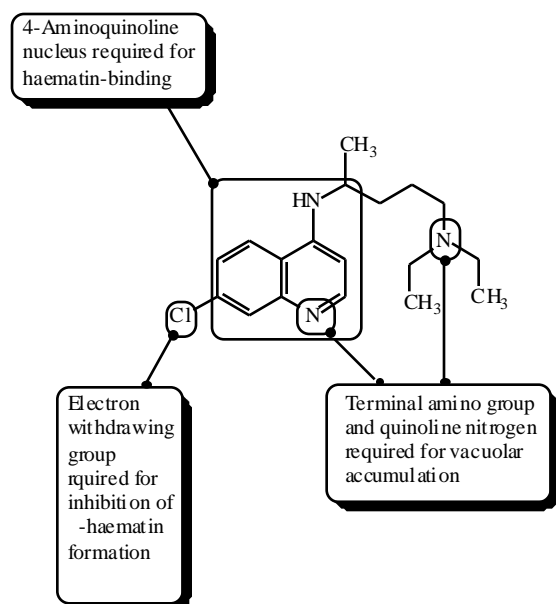 4-Aminoquinoline
nucleus required for
haematin-binding
CH3
HN
N
CH3
CH3
Cl
N
Electron
withdrawing
group
rquired for
inhibition of
-haematin
formation
Terminal amino group
and quinoline nitrogen
required for vacuolar
accumulation